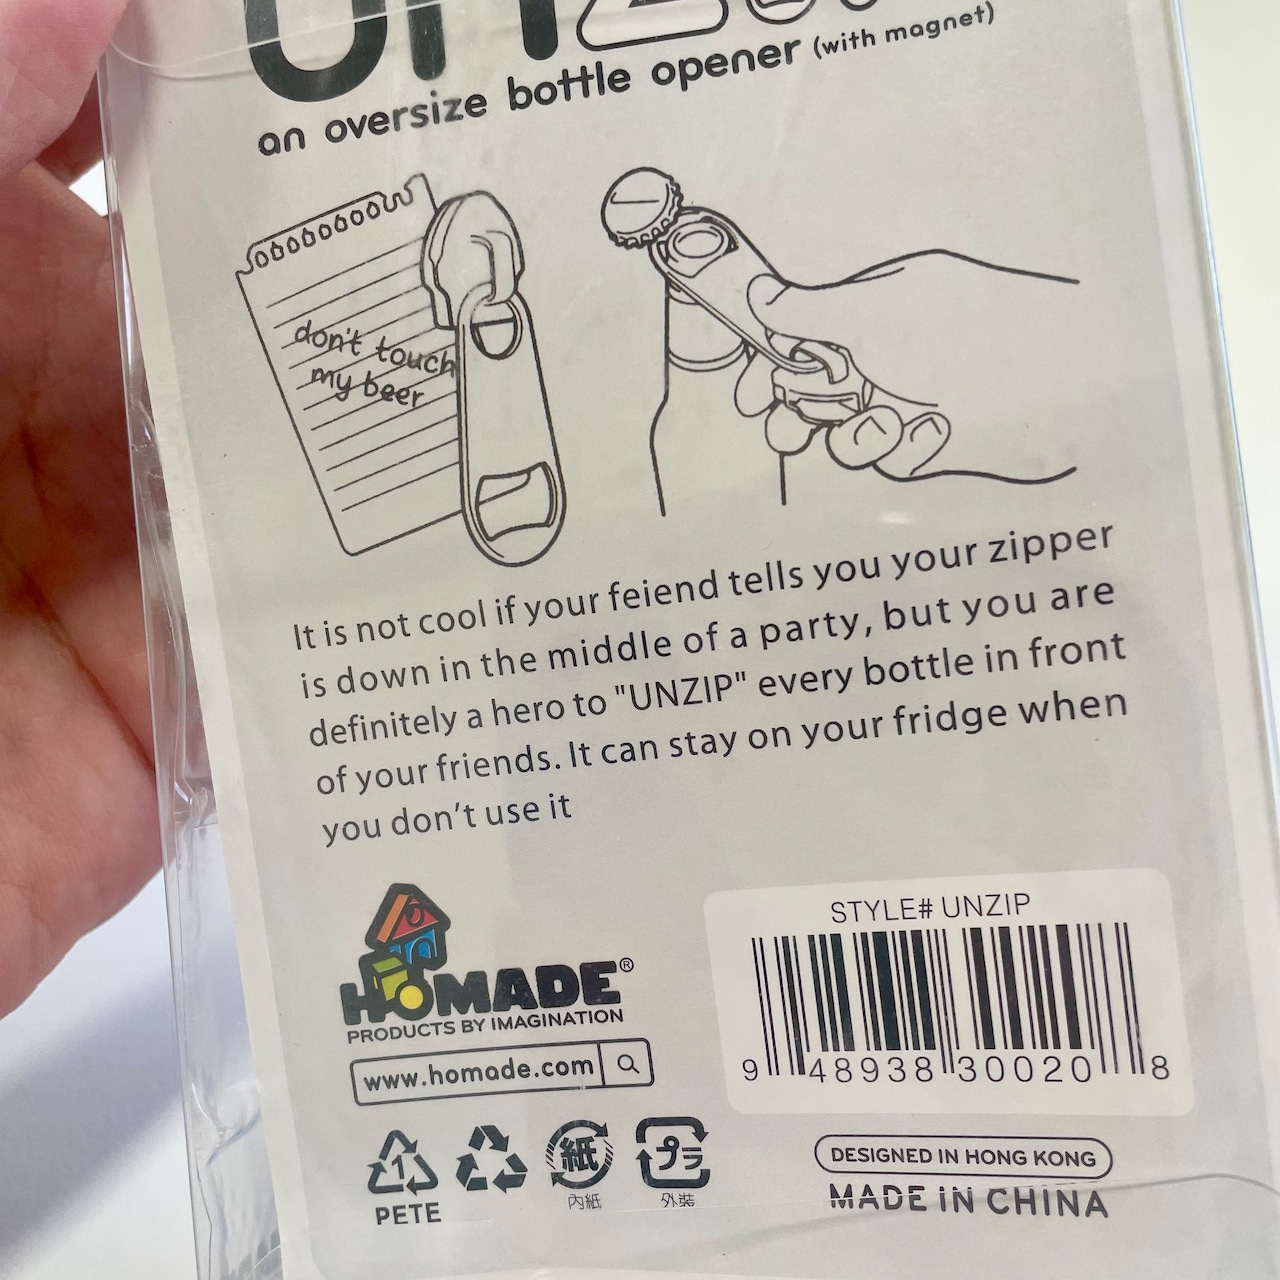 an oversize bottle opener (with magnet)
don't touch
my beer
It is not cool if your feiend tells you your zipper
is down in the middle of a party, but you are
definitely a hero to "UNZIP" every bottle in front
of your friends. It can stay on your fridge when
you don't use it
HOMADE®
PRODUCTS BY IMAGINATION
www.homade.com
STYLE# UNZIP
9 48938 30020 8
1
PETE
紙
內紙
プラ
外裝
DESIGNED IN HONG KONG
MADE IN CHINA